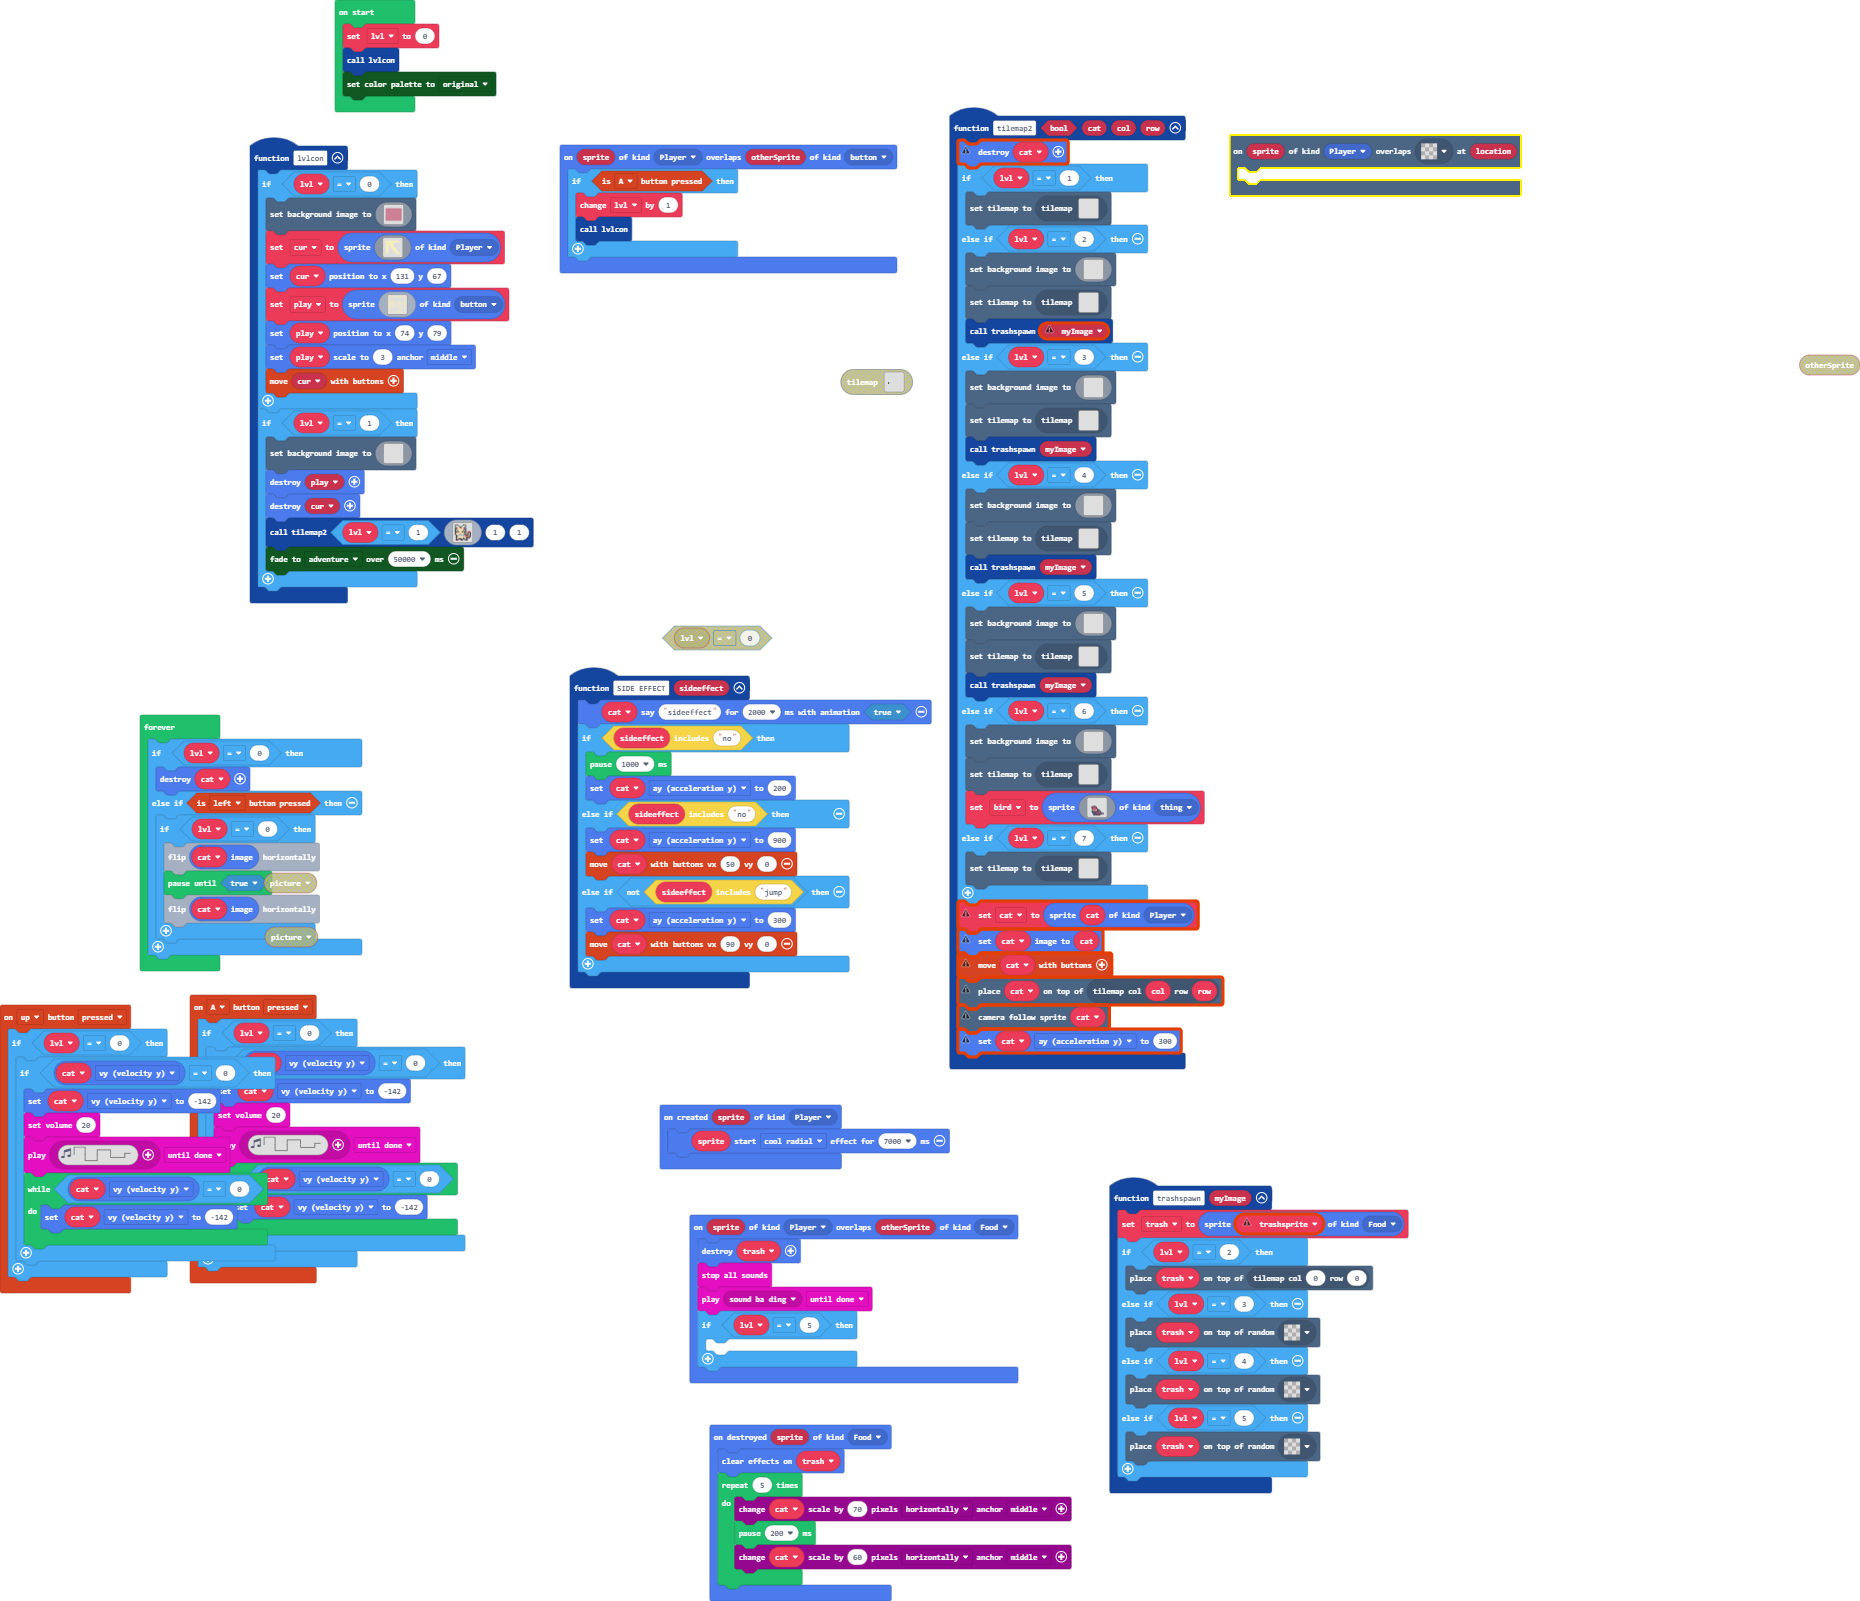 on start
set lvl to 0
call lvlcon
set color palette to original
function lvlcon
if lvl = 0 then
set background image to
set cur to sprite of kind Player
set cur position to x 131 y 67
set play to sprite of kind button
set play position to x 74 y 79
set play scale to 3 anchor middle
move cur with buttons
if lvl = 1 then
set background image to
destroy play
destroy cur
call tilemap2 lvl = 1 1 1
fade to adventure over 50000 ms
on sprite of kind Player overlaps otherSprite of kind button
if is A button pressed then
change lvl by 1
call lvlcon
tilemap
function tilemap2 bool cat col row
destroy cat
if lvl = 1 then
set tilemap to tilemap
else if lvl = 2 then
set background image to
set tilemap to tilemap
call trashspawn myImage
else if lvl = 3 then
set background image to
set tilemap to tilemap
call trashspawn myImage
else if lvl = 4 then
set background image to
set tilemap to tilemap
call trashspawn myImage
else if lvl = 5 then
set background image to
set tilemap to tilemap
call trashspawn myImage
else if lvl = 6 then
set background image to
set tilemap to tilemap
set bird to sprite of kind thing
else if lvl = 7 then
set tilemap to tilemap
set cat to sprite cat of kind Player
set cat image to cat
move cat with buttons
place cat on top of tilemap col col row row
camera follow sprite cat
set cat ay (acceleration y) to 300
on sprite of kind Player overlaps at location
otherSprite
lvl = 0
function SIDE EFFECT sideeffect
cat say "sideeffect" for 2000 ms with animation true
if sideeffect includes "no" then
pause 1000 ms
set cat ay (acceleration y) to 200
else if sideeffect includes "no" then
set cat ay (acceleration y) to 900
move cat with buttons vx 50 vy 0
else if not sideeffect includes "jump" then
set cat ay (acceleration y) to 300
move cat with buttons vx 90 vy 0
forever
if lvl = 0 then
destroy cat
else if is left button pressed then
if lvl = 0 then
flip cat image horizontally
pause until true picture
flip cat image horizontally
picture
on up button pressed
if lvl = 0 then
if cat vy (velocity y) = 0 then
set cat vy (velocity y) to -142
set volume 20
play until done
while cat vy (velocity y) = 0
do set cat vy (velocity y) to -142
on A button pressed
if lvl = 0 then
vy (velocity y) = 0 then
set cat vy (velocity y) to -142
set volume 20
y until done
cat vy (velocity y) = 0
set cat vy (velocity y) to -142
on created sprite of kind Player
sprite start cool radial effect for 7000 ms
on sprite of kind Player overlaps otherSprite of kind Food
destroy trash
stop all sounds
play sound ba ding until done
if lvl = 5 then
on destroyed sprite of kind Food
clear effects on trash
repeat 5 times
do change cat scale by 70 pixels horizontally anchor middle
pause 200 ms
change cat scale by 60 pixels horizontally anchor middle
function trashspawn myImage
set trash to sprite trashsprite of kind Food
if lvl = 2 then
place trash on top of tilemap col 0 row 0
else if lvl = 3 then
place trash on top of random
else if lvl = 4 then
place trash on top of random
else if lvl = 5 then
place trash on top of random